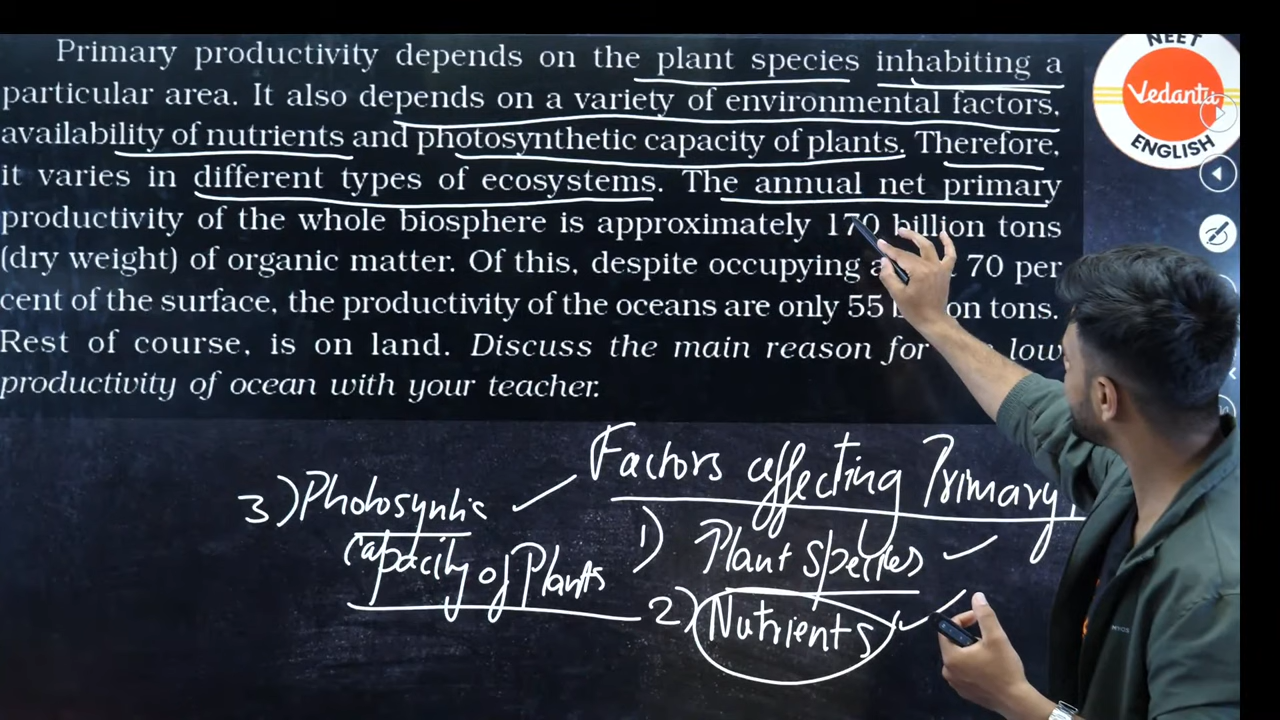 Primary productivity depends on the plant species inhabiting a
particular area. It also depends on a variety of environmental factors,
availability of nutrients and photosynthetic capacity of plants. Therefore,
it varies in different types of ecosystems. The annual net primary
productivity of the whole biosphere is approximately 170 billion tons
(dry weight) of organic matter. Of this, despite occupying 70 per
cent of the surface, the productivity of the oceans are only 55 tons.
Rest of course, is on land. Discuss the main reason for low
productivity of ocean with your teacher.
NEET
Vedantu
ENGLISH
Factors affecting Primary
1) Plant species
2) Nutrients
3) Photosyntic
capacity of Plants